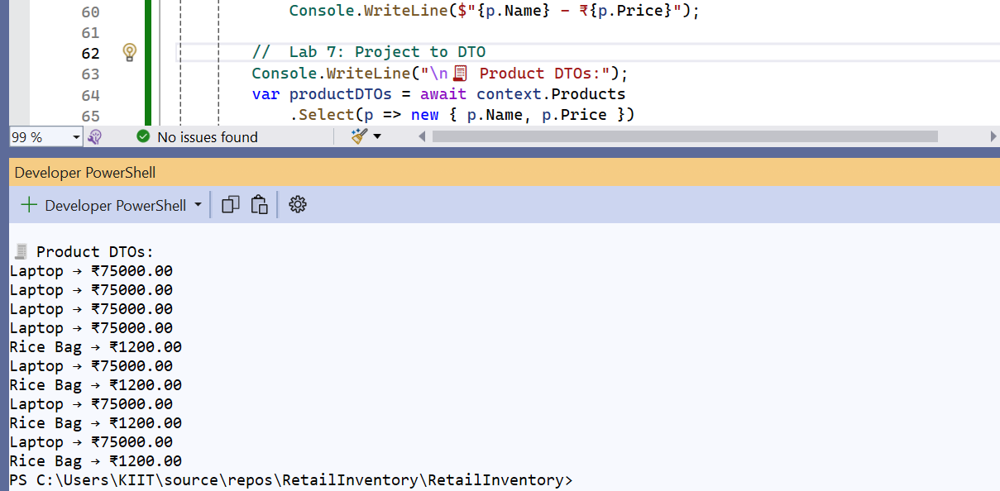 60 Console.WriteLine($"{p.Name} - ₹{p.Price}");
61
62 // Lab 7: Project to DTO
63 Console.WriteLine("\n🧾 Product DTOs:");
64 var productDTOs = await context.Products
65 .Select(p => new { p.Name, p.Price })
99 % No issues found
Developer PowerShell
Developer PowerShell
🧾 Product DTOs:
Laptop → ₹75000.00
Laptop → ₹75000.00
Laptop → ₹75000.00
Laptop → ₹75000.00
Rice Bag → ₹1200.00
Laptop → ₹75000.00
Rice Bag → ₹1200.00
Laptop → ₹75000.00
Rice Bag → ₹1200.00
Laptop → ₹75000.00
Rice Bag → ₹1200.00
PS C:\Users\KIIT\source\repos\RetailInventory\RetailInventory>